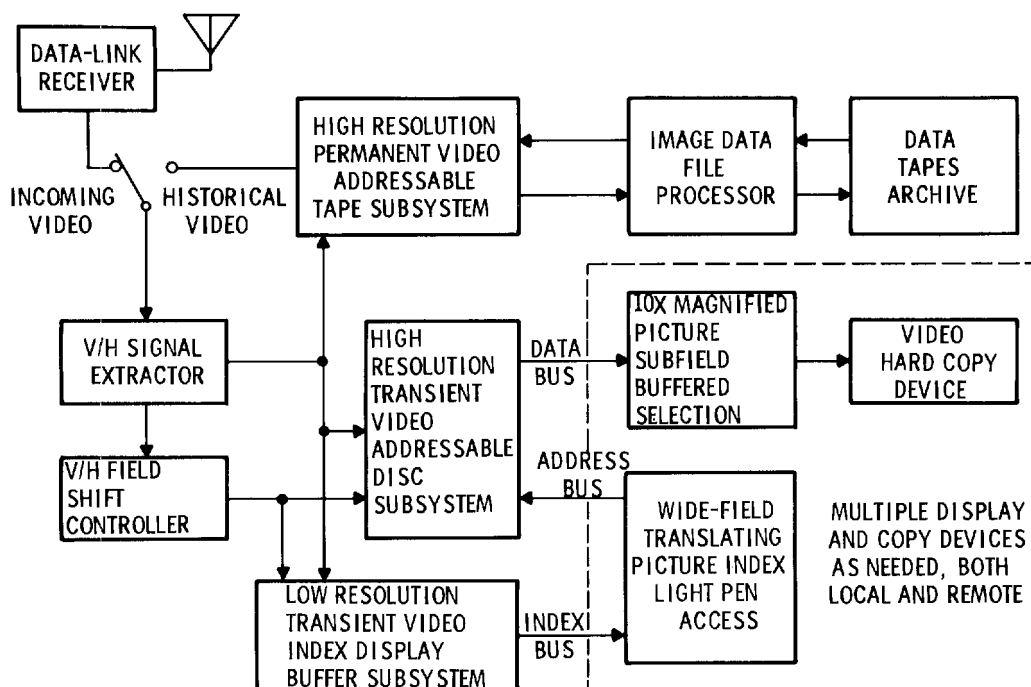 DATA-LINK
RECEIVER
HIGH RESOLUTION
PERMANENT VIDEO
ADDRESSABLE
TAPE SUBSYSTEM
IMAGE DATA
FILE
PROCESSOR
DATA
TAPES
ARCHIVE
INCOMING
VIDEO
HISTORICAL
VIDEO
V/H SIGNAL
EXTRACTOR
HIGH
RESOLUTION
TRANSIENT
VIDEO
ADDRESSABLE
DISC
SUBSYSTEM
DATA
BUS
10X MAGNIFIED
PICTURE
SUBFIELD
BUFFERED
SELECTION
VIDEO
HARD COPY
DEVICE
V/H FIELD
SHIFT
CONTROLLER
ADDRESS
BUS
WIDE-FIELD
TRANSLATING
PICTURE INDEX
LIGHT PEN
ACCESS
MULTIPLE DISPLAY
AND COPY DEVICES
AS NEEDED, BOTH
LOCAL AND REMOTE
LOW RESOLUTION
TRANSIENT VIDEO
INDEX DISPLAY
BUFFER SUBSYSTEM
INDEX
BUS